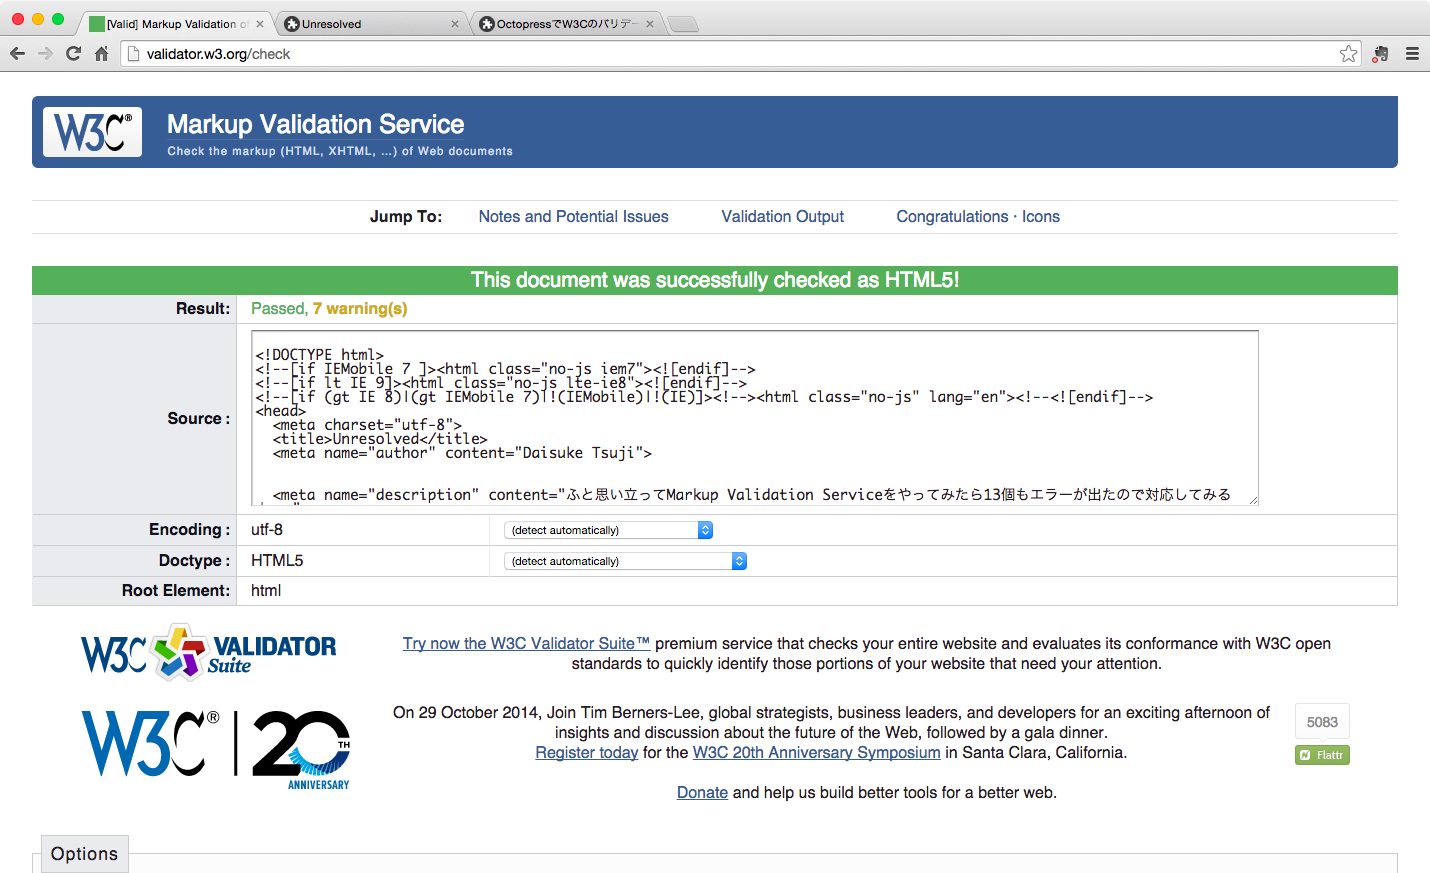 [Valid] Markup Validation of
Unresolved
OctopressでW3Cのバリデー
validator.w3.org/check
W3C®
Markup Validation Service
Check the markup (HTML, XHTML, …) of Web documents
Jump To: Notes and Potential Issues Validation Output Congratulations · Icons
This document was successfully checked as HTML5!
Result: Passed, 7 warning(s)
Source :
<!DOCTYPE html>
<!--[if IEMobile 7 ]><html class="no-js iem7"><![endif]-->
<!--[if lt IE 9]><html class="no-js lte-ie8"><![endif]-->
<!--[if (gt IE 8)|(gt IEMobile 7)|!(IEMobile)|!(IE)]><!--><html class="no-js" lang="en"><!--<![endif]-->
<head>
<meta charset="utf-8">
<title>Unresolved</title>
<meta name="author" content="Daisuke Tsuji">
<meta name="description" content="ふと思い立ってMarkup Validation Serviceをやってみたら13個もエラーが出たので対応してみる
Encoding : utf-8 (detect automatically)
Doctype : HTML5 (detect automatically)
Root Element: html
W3C VALIDATOR Suite
Try now the W3C Validator Suite™ premium service that checks your entire website and evaluates its conformance with W3C open
standards to quickly identify those portions of your website that need your attention.
W3C® | 20TH ANNIVERSARY
On 29 October 2014, Join Tim Berners-Lee, global strategists, business leaders, and developers for an exciting afternoon of
insights and discussion about the future of the Web, followed by a gala dinner.
Register today for the W3C 20th Anniversary Symposium in Santa Clara, California.
5083
Flattr
Donate and help us build better tools for a better web.
Options